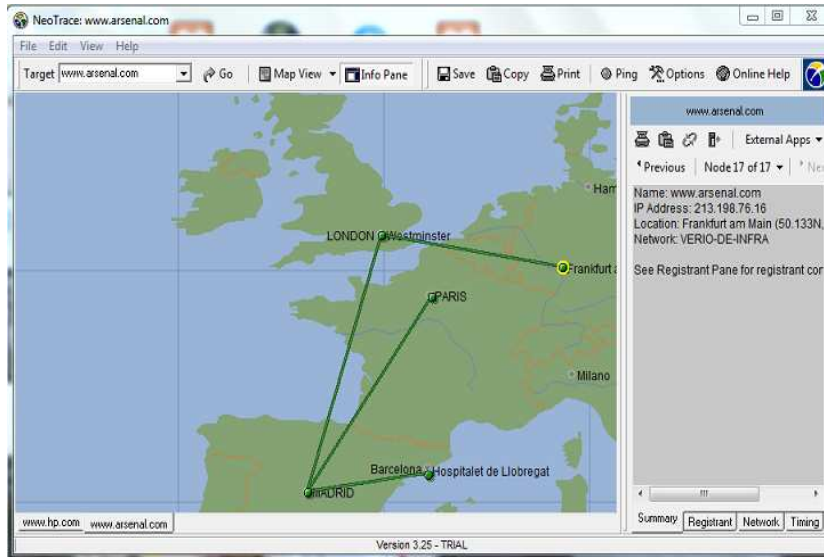 NeoTrace: www.arsenal.com
File Edit View Help
Target www.arsenal.com Go Map View Info Pane Save Copy Print Ping Options Online Help
www.arsenal.com
External Apps
Previous Node 17 of 17
Name: www.arsenal.com
IP Address: 213.198.76.16
Location: Frankfurt am Main (50.133N,
Network: VERIO-DE-INFRA
See Registrant Pane for registrant con
Ham
LONDON Westminster
Frankfurt a
PARIS
Milano
Barcelona Hospitalet de Llobregat
MADRID
www.hp.com www.arsenal.com
Summary Registrant Network Timing
Version 3.25 - TRIAL